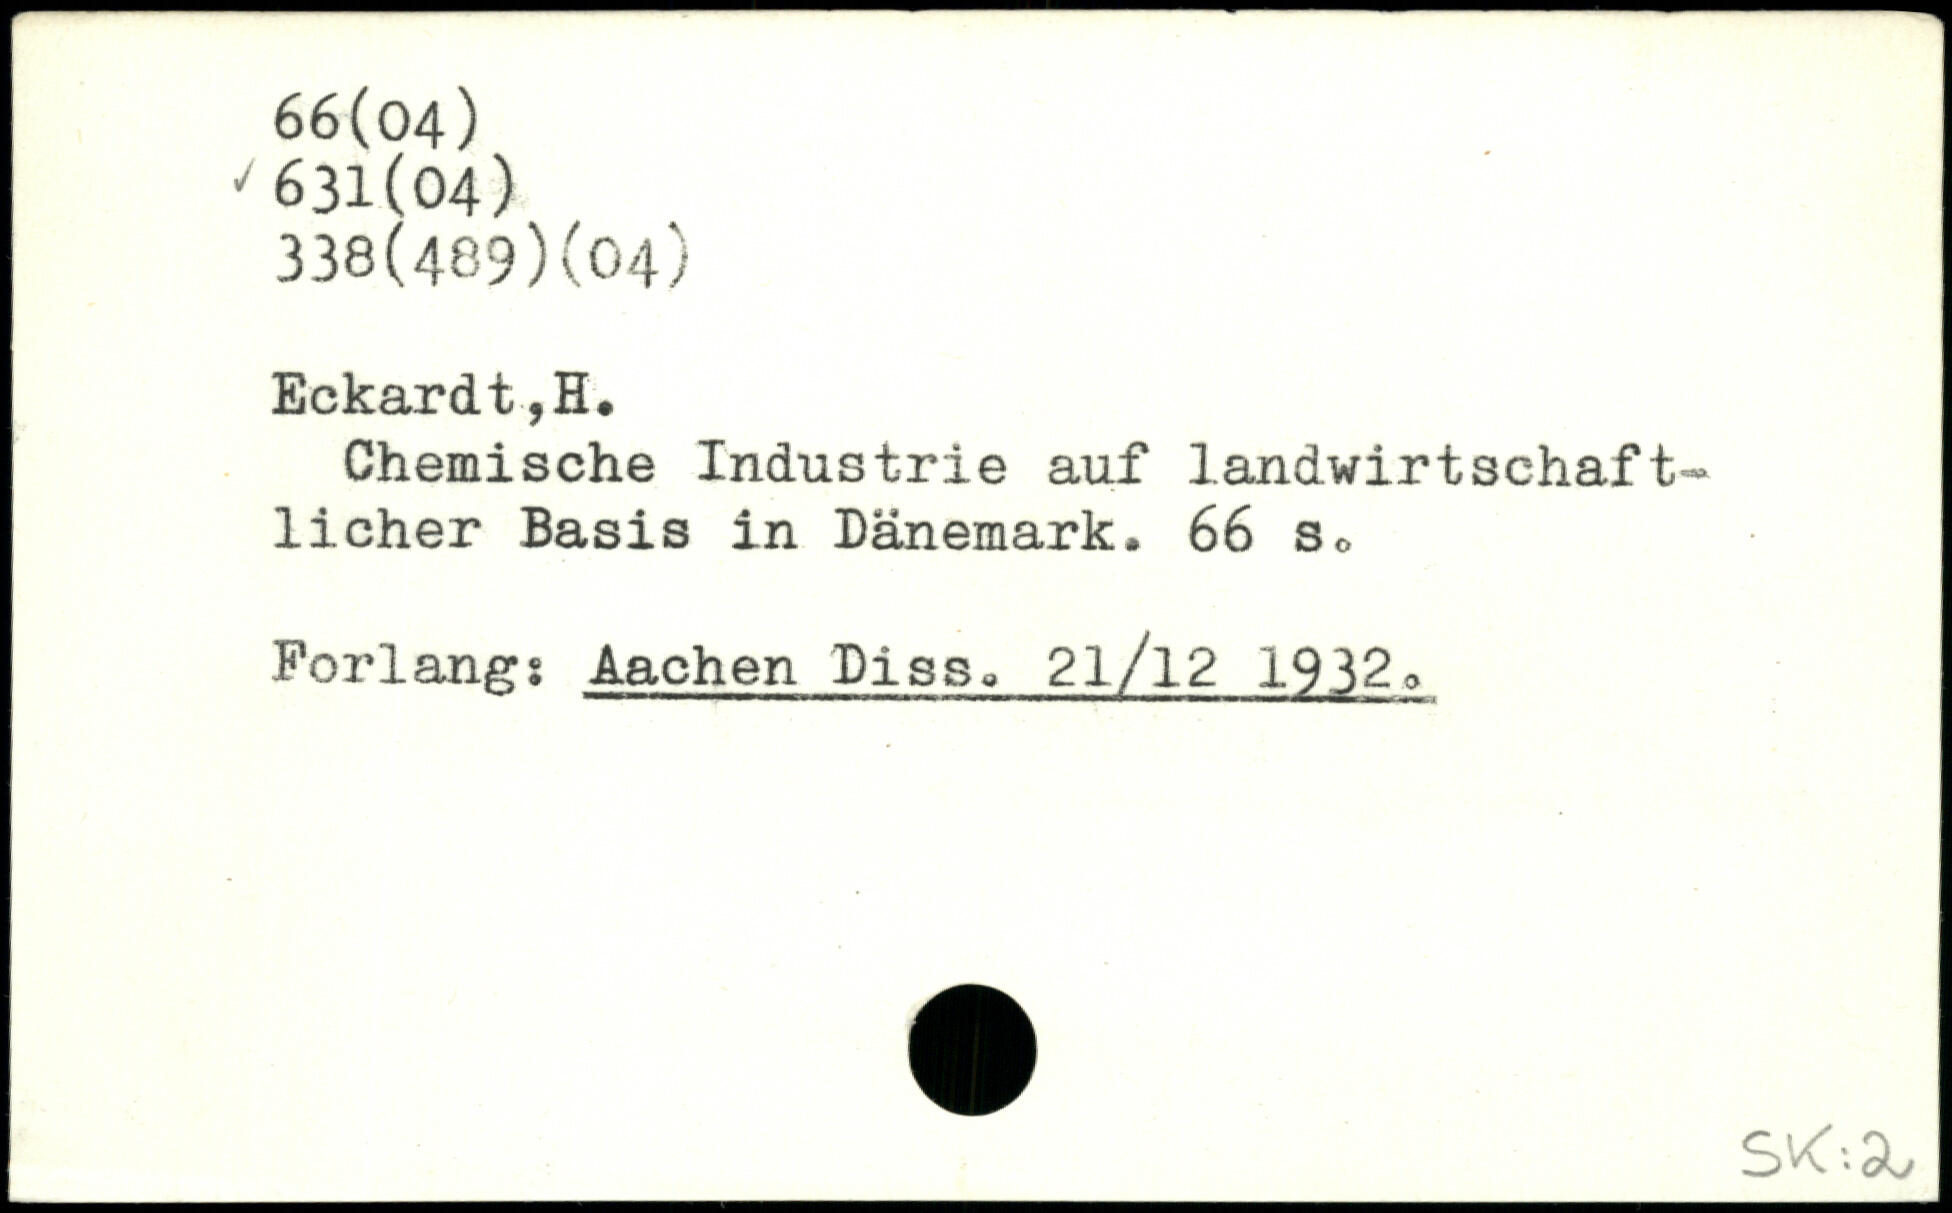 66(04)
✓ 631(04)
338(489)(04)
Eckardt,H.
Chemische Industrie auf landwirtschaft-
licher Basis in Dänemark. 66 s.
Forlang: Aachen Diss. 21/12 1932.
SK:2